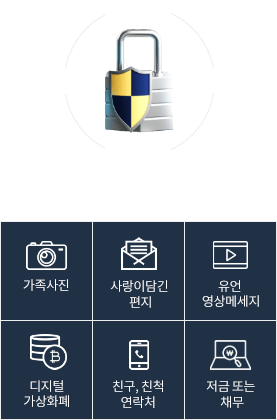 가족사진
사랑이담긴
편지
유언
영상메세지
디지털
가상화폐
친구, 친척
연락처
저금 또는
채무